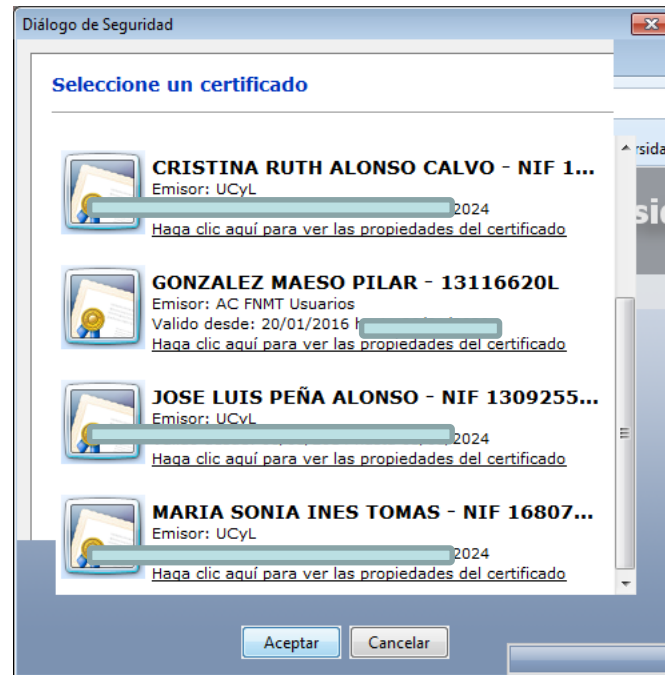 Diálogo de Seguridad
Seleccione un certificado
CRISTINA RUTH ALONSO CALVO - NIF 1...
Emisor: UCyL
2024
Haga clic aquí para ver las propiedades del certificado
GONZALEZ MAESO PILAR - 13116620L
Emisor: AC FNMT Usuarios
Valido desde: 20/01/2016
Haga clic aquí para ver las propiedades del certificado
JOSE LUIS PEÑA ALONSO - NIF 1309255...
Emisor: UCyL
2024
Haga clic aquí para ver las propiedades del certificado
MARIA SONIA INES TOMAS - NIF 16807...
Emisor: UCyL
2024
Haga clic aquí para ver las propiedades del certificado
Aceptar Cancelar